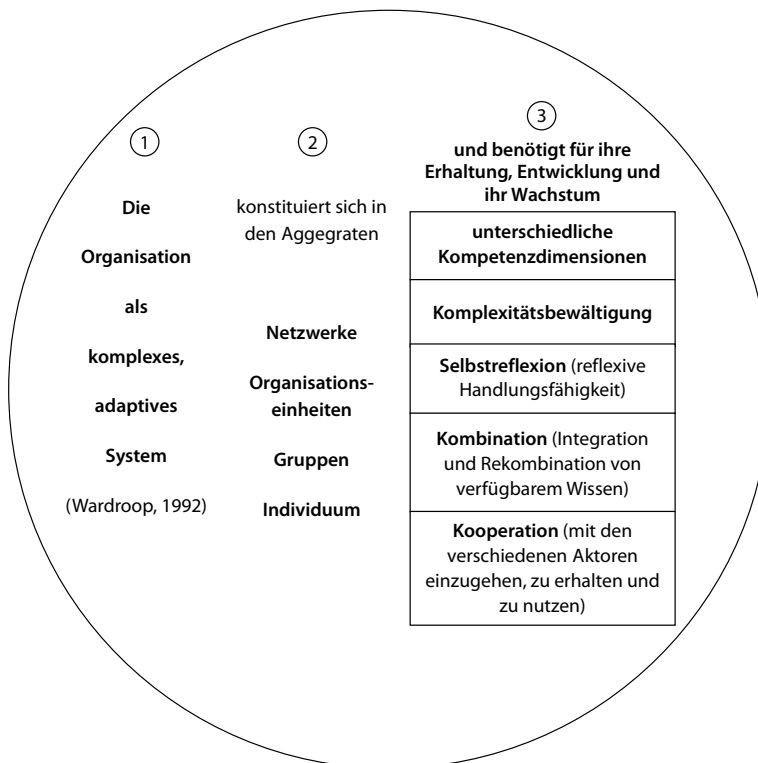 1
Die
Organisation
als
komplexes,
adaptives
System
(Wardroop, 1992)
2
konstituiert sich in
den Aggegraten
Netzwerke
Organisations-
einheiten
Gruppen
Individuum
3
und benötigt für ihre
Erhaltung, Entwicklung und
ihr Wachstum
unterschiedliche
Kompetenzdimensionen
Komplexitätsbewältigung
Selbstreflexion (reflexive
Handlungsfähigkeit)
Kombination (Integration
und Rekombination von
verfügbarem Wissen)
Kooperation (mit den
verschiedenen Aktoren
einzugehen, zu erhalten und
zu nutzen)